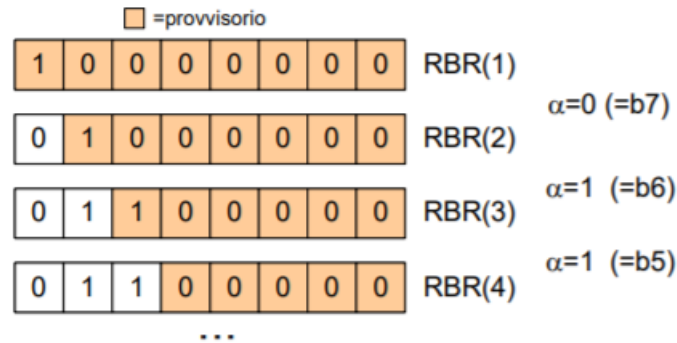 =provvisorio
1 0 0 0 0 0 0 0 RBR(1)
α=0 (=b7)
0 1 0 0 0 0 0 0 RBR(2)
α=1 (=b6)
0 1 1 0 0 0 0 0 RBR(3)
α=1 (=b5)
0 1 1 0 0 0 0 0 RBR(4)
...